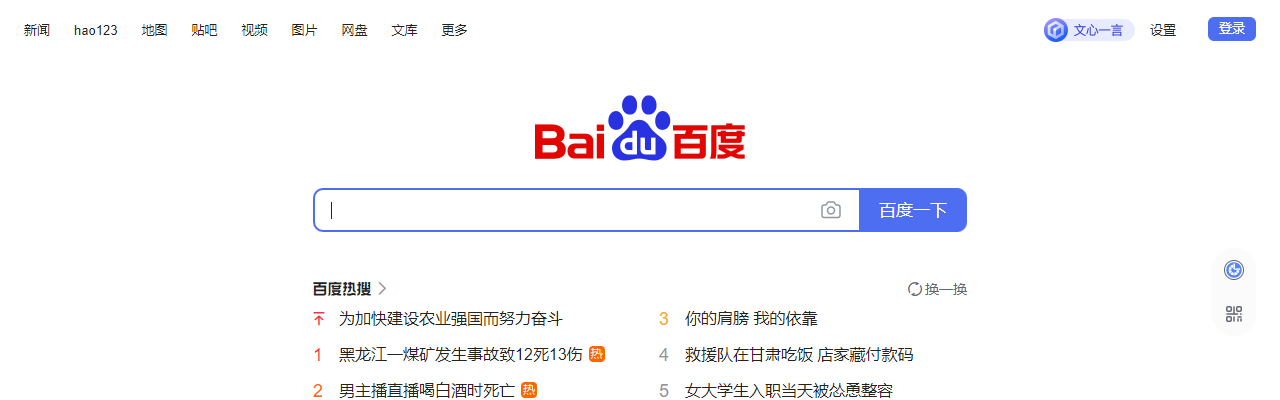 新闻 hao123 地图 贴吧 视频 图片 网盘 文库 更多 文心一言 设置 登录
Bai du 百度
百度一下
百度热搜 换一换
为加快建设农业强国而努力奋斗
1 黑龙江一煤矿发生事故致12死13伤 热
2 男主播直播喝白酒时死亡 热
3 你的肩膀 我的依靠
4 救援队在甘肃吃饭 店家藏付款码
5 女大学生入职当天被怂恿整容